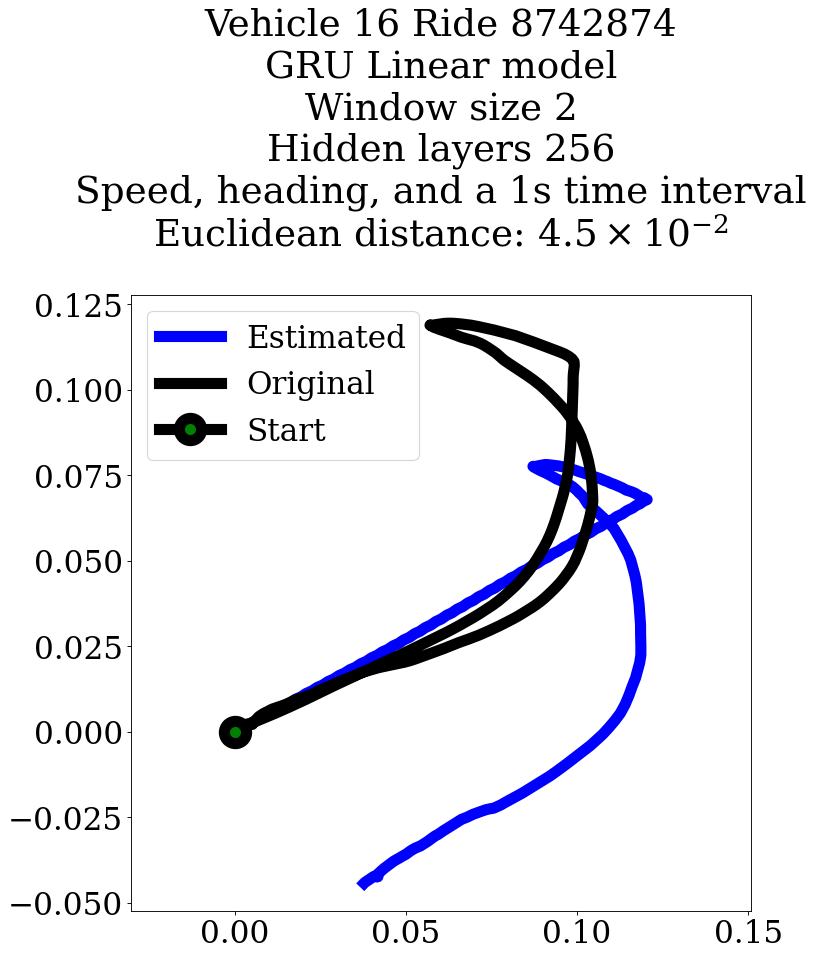 Vehicle 16 Ride 8742874
GRU Linear model
Window size 2
Hidden layers 256
Speed, heading, and a 1s time interval
Euclidean distance: 4.5 × 10⁻²
Estimated
Original
Start
0.125
0.100
0.075
0.050
0.025
0.000
−0.025
−0.050
0.00 0.05 0.10 0.15